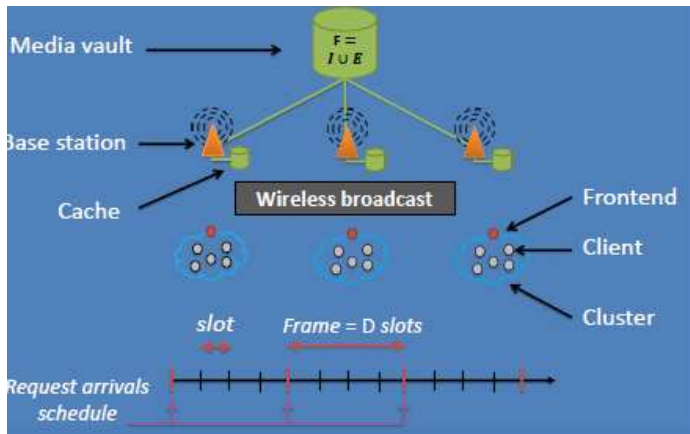 Media vault
F =
I ∪ E
Base station
Cache
Wireless broadcast
Frontend
Client
Cluster
slot
Frame = D slots
Request arrivals
schedule